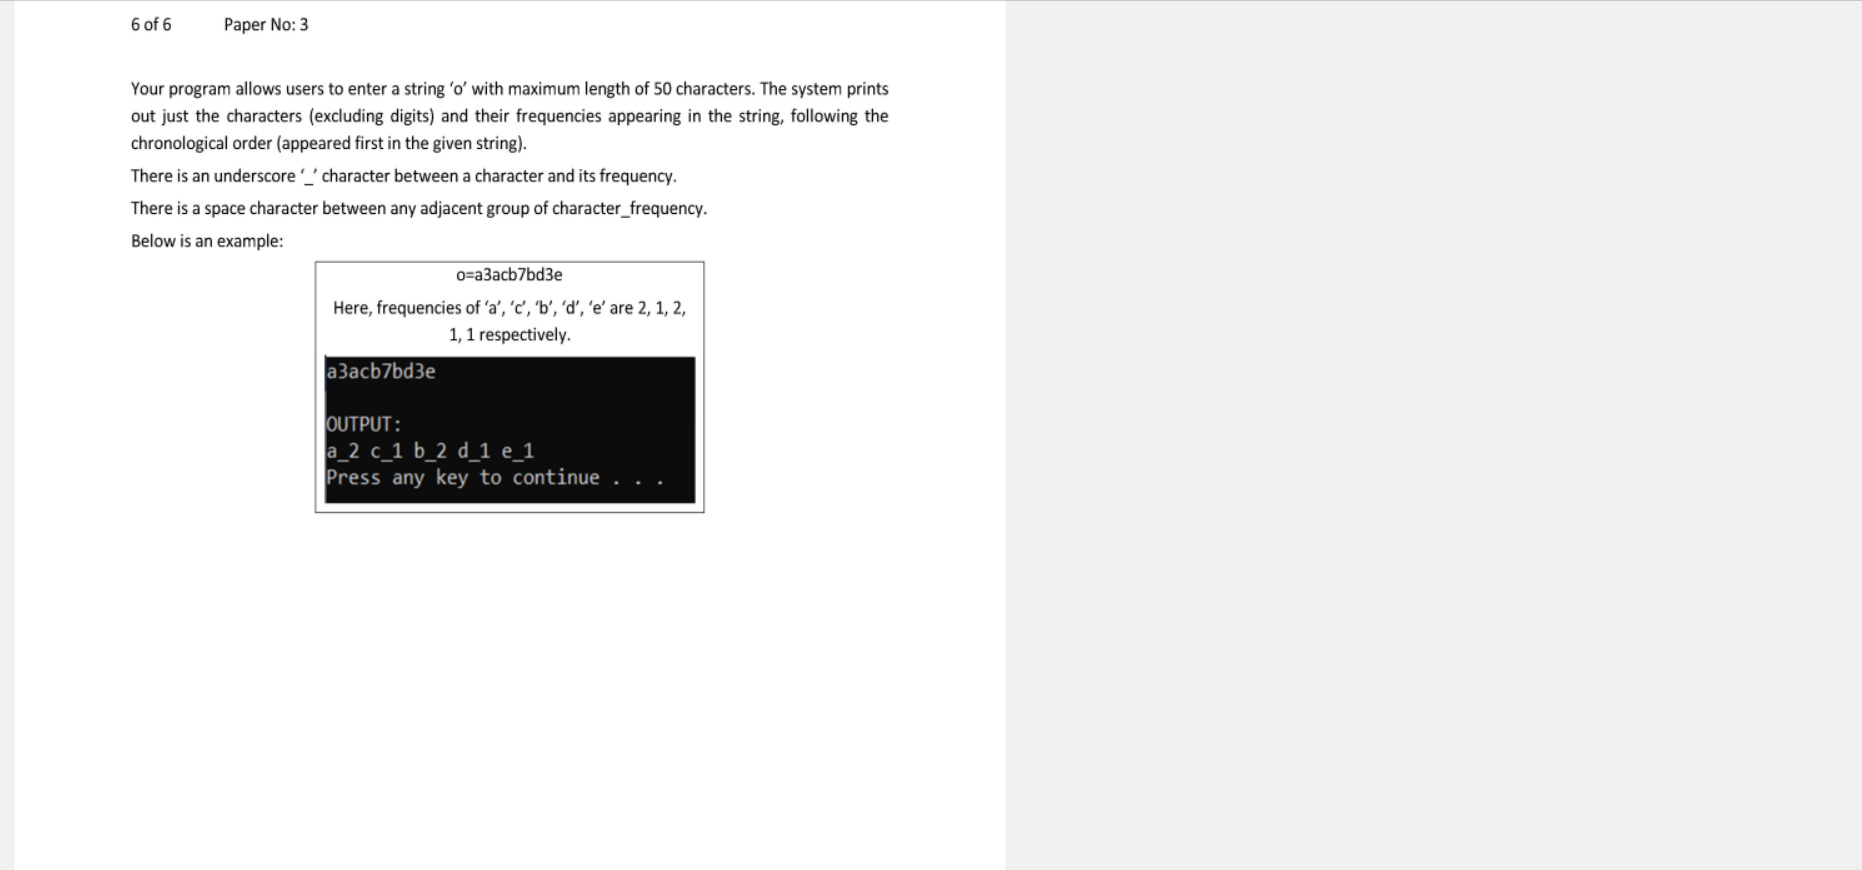 6 of 6 Paper No: 3
Your program allows users to enter a string ‘o’ with maximum length of 50 characters. The system prints
out just the characters (excluding digits) and their frequencies appearing in the string, following the
chronological order (appeared first in the given string).
There is an underscore ‘_’ character between a character and its frequency.
There is a space character between any adjacent group of character_frequency.
Below is an example:
o=a3acb7bd3e
Here, frequencies of ‘a’, ‘c’, ‘b’, ‘d’, ‘e’ are 2, 1, 2,
1, 1 respectively.
a3acb7bd3e
OUTPUT:
a_2 c_1 b_2 d_1 e_1
Press any key to continue . . .